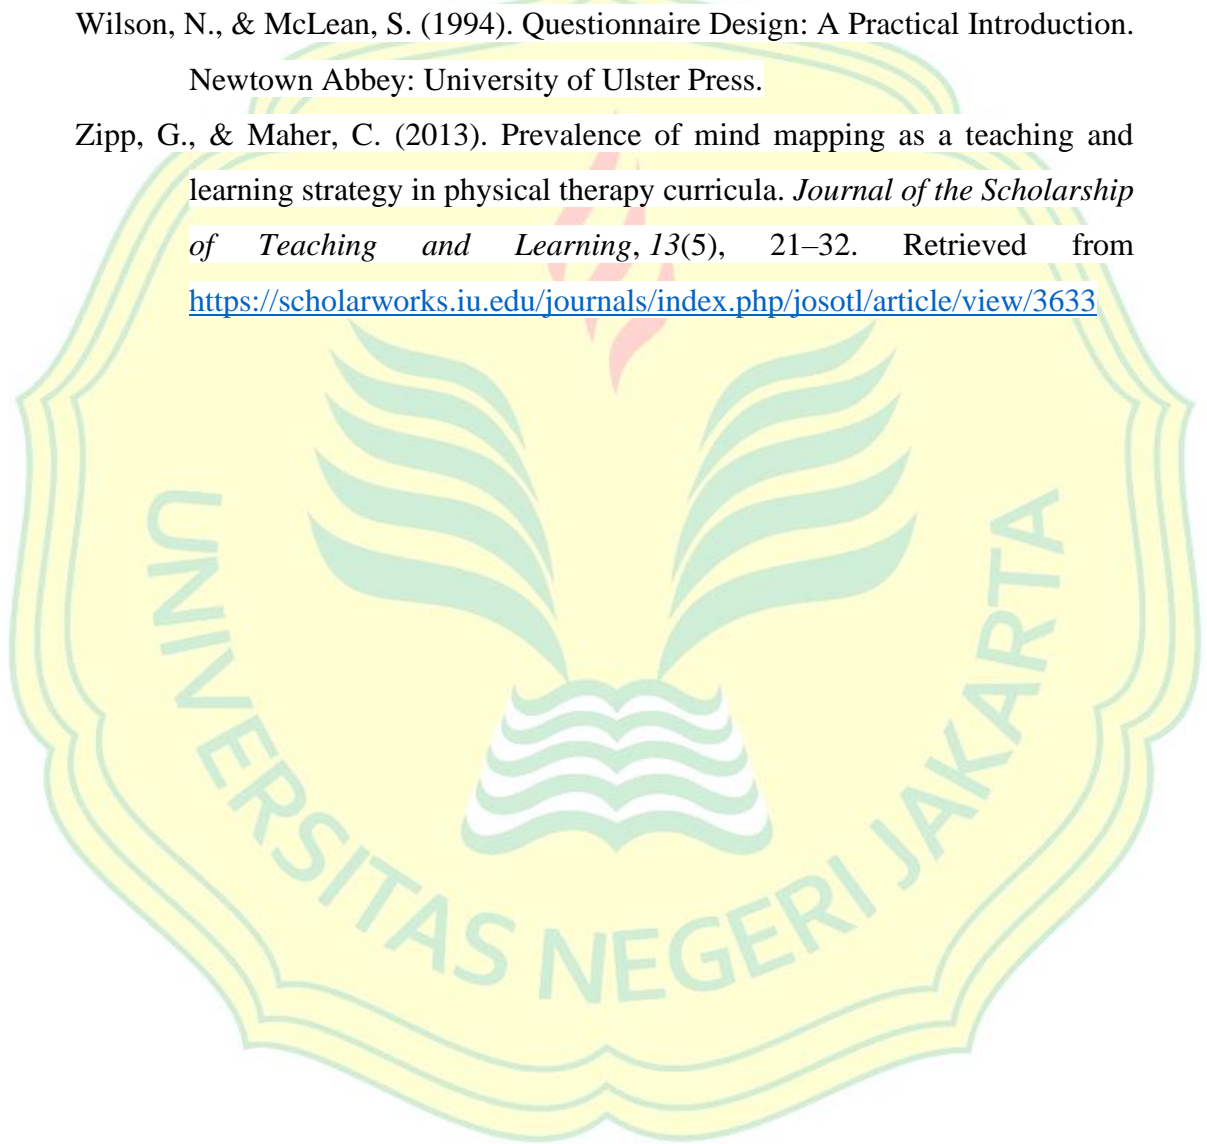 Wilson, N., & McLean, S. (1994). Questionnaire Design: A Practical Introduction.
Newtown Abbey: University of Ulster Press.
Zipp, G., & Maher, C. (2013). Prevalence of mind mapping as a teaching and
learning strategy in physical therapy curricula. Journal of the Scholarship
of Teaching and Learning, 13(5), 21–32. Retrieved from
https://scholarworks.iu.edu/journals/index.php/josotl/article/view/3633
UNIVERSITAS NEGERI JAKARTA